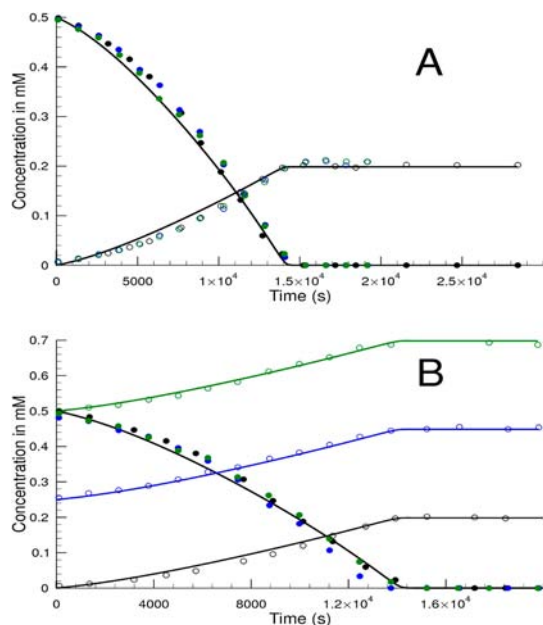 0.5
0.4
0.3
0.2
0.1
0
Concentration in mM
A
0 5000 1×10⁴ 1.5×10⁴ 2×10⁴ 2.5×10⁴
Time (s)
0.7
0.6
0.5
0.4
0.3
0.2
0.1
0
Concentration in mM
B
0 4000 8000 1.2×10⁴ 1.6×10⁴
Time (s)